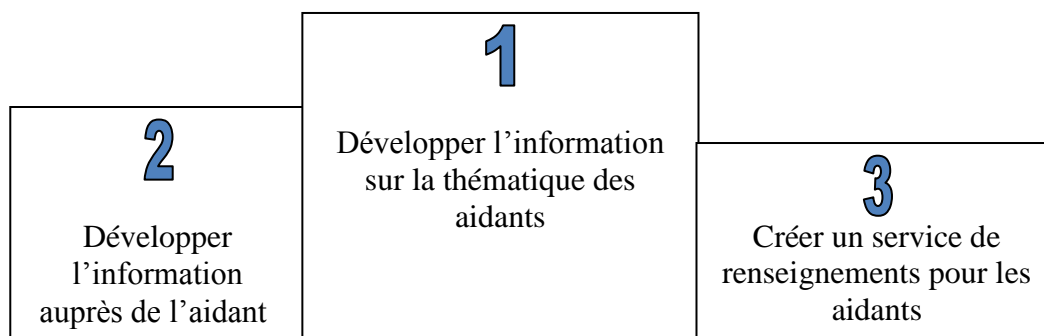 1
Développer l’information
sur la thématique des
aidants
2
Développer
l’information
auprès de l’aidant
3
Créer un service de
renseignements pour les
aidants